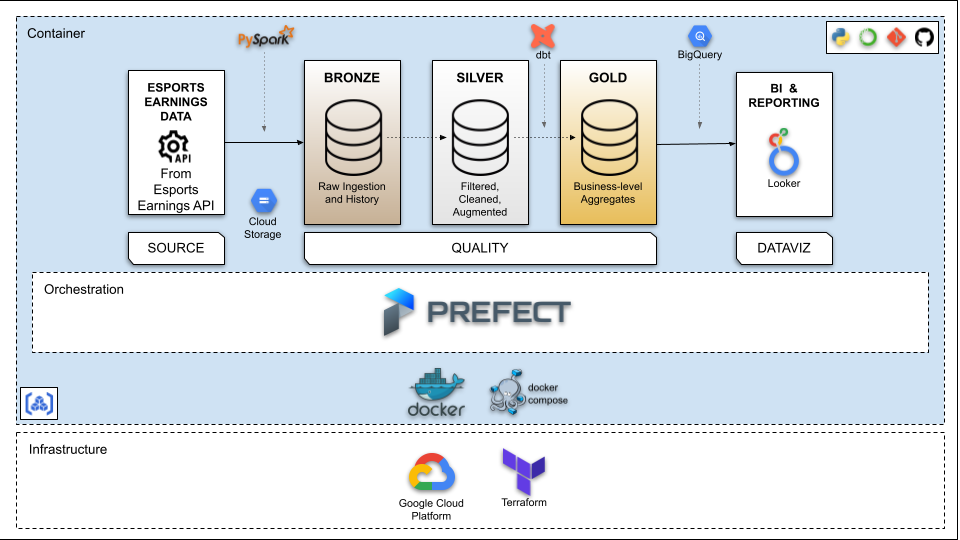 Container
PySpark
dbt
BigQuery
ESPORTS
EARNINGS
DATA
API
From
Esports
Earnings API
Cloud
Storage
BRONZE
Raw Ingestion
and History
SILVER
Filtered,
Cleaned,
Augmented
GOLD
Business-level
Aggregates
BI &
REPORTING
Looker
SOURCE
QUALITY
DATAVIZ
Orchestration
PREFECT
docker
docker
compose
Infrastructure
Google Cloud
Platform
Terraform